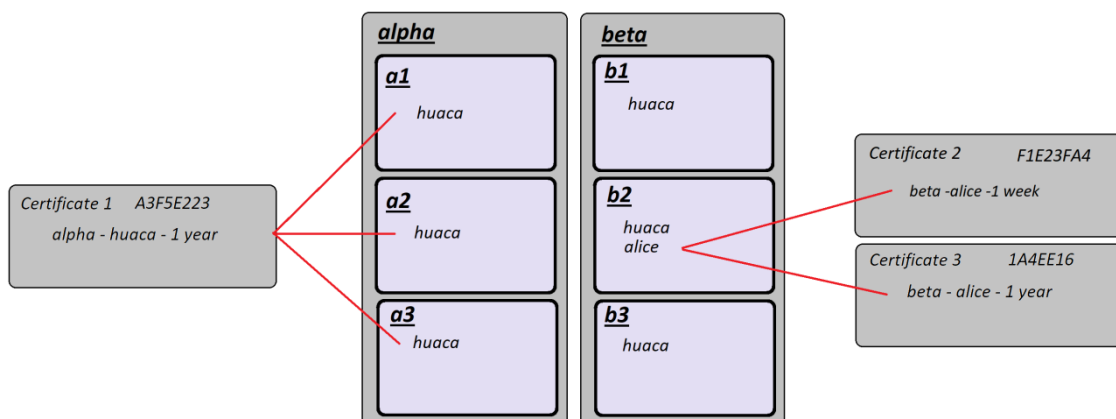 Certificate 1 A3F5E223
alpha - huaca - 1 year
alpha
a1
huaca
a2
huaca
a3
huaca
beta
b1
huaca
b2
huaca
alice
b3
huaca
Certificate 2 F1E23FA4
beta -alice -1 week
Certificate 3 1A4EE16
beta - alice - 1 year